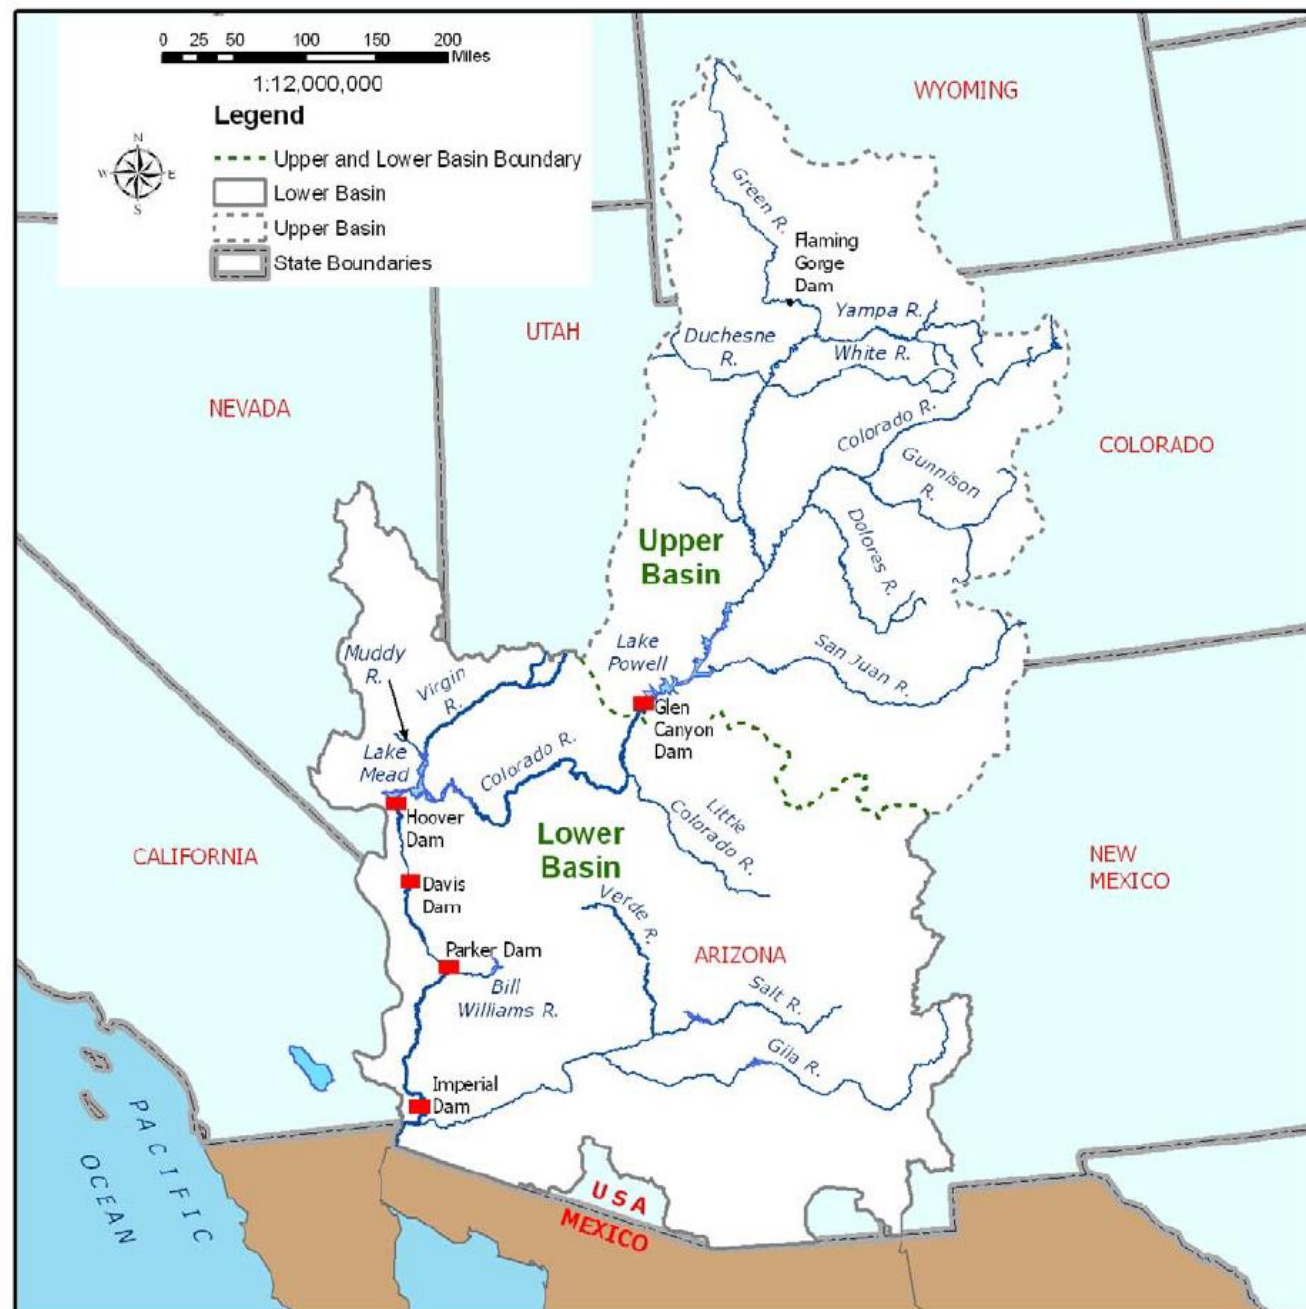 0 25 50 100 150 200
Miles
1:12,000,000
Legend
Upper and Lower Basin Boundary
Lower Basin
Upper Basin
State Boundaries
N
W E
S
WYOMING
Green R.
Flaming
Gorge
Dam
Yampa R.
UTAH
Duchesne
R.
White R.
NEVADA
Colorado R.
COLORADO
Gunnison
R.
Dolores R.
Upper
Basin
Muddy
R.
Lake
Powell
San Juan R.
Virgin
R.
Glen
Canyon
Dam
Lake
Mead
Colorado R.
Hoover
Dam
Little
Colorado R.
Lower
Basin
CALIFORNIA
NEW
MEXICO
Davis
Dam
Verde R.
Parker Dam
ARIZONA
Bill
Williams R.
Salt R.
Gila R.
Imperial
Dam
PACIFIC
OCEAN
USA
MEXICO